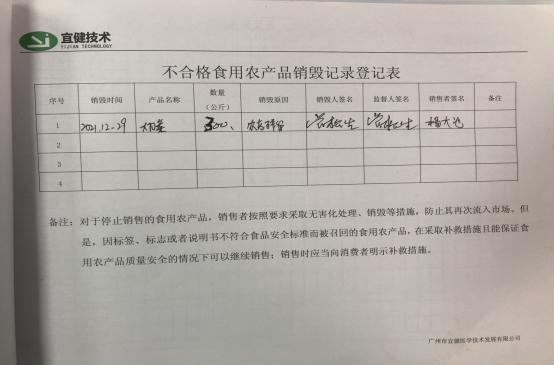 宜健技术
YIJIAN TECHNOLOGY
不合格食用农产品销毁记录登记表
序号 销毁时间 产品名称 数量（公斤） 销毁原因 销毁人签名 监督人签名 销售者签名 备注
1 2021.12.29 300、
2
3
4
备注：对于停止销售的食用农产品，销售者按照要求采取无害化处理、销毁等措施，防止其再次流入市场。但
是，因标签、标志或者说明书不符合食品安全标准而被召回的食用农产品，在采取补救措施且能保证食
用农产品质量安全的情况下可以继续销售；销售时应当向消费者明示补救措施。
广州市宜健医学技术发展有限公司